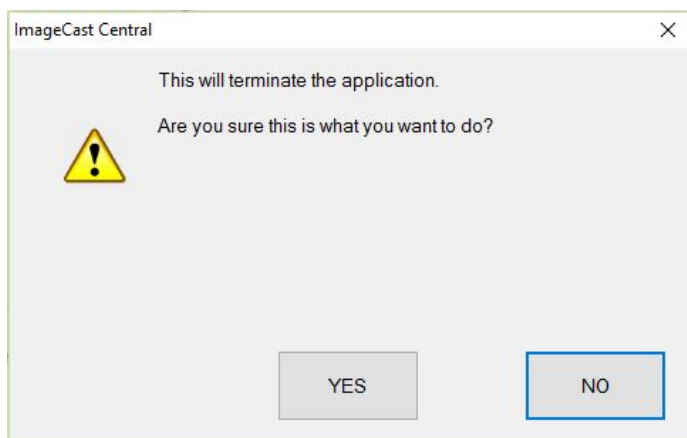 ImageCast Central
This will terminate the application.
Are you sure this is what you want to do?
YES
NO